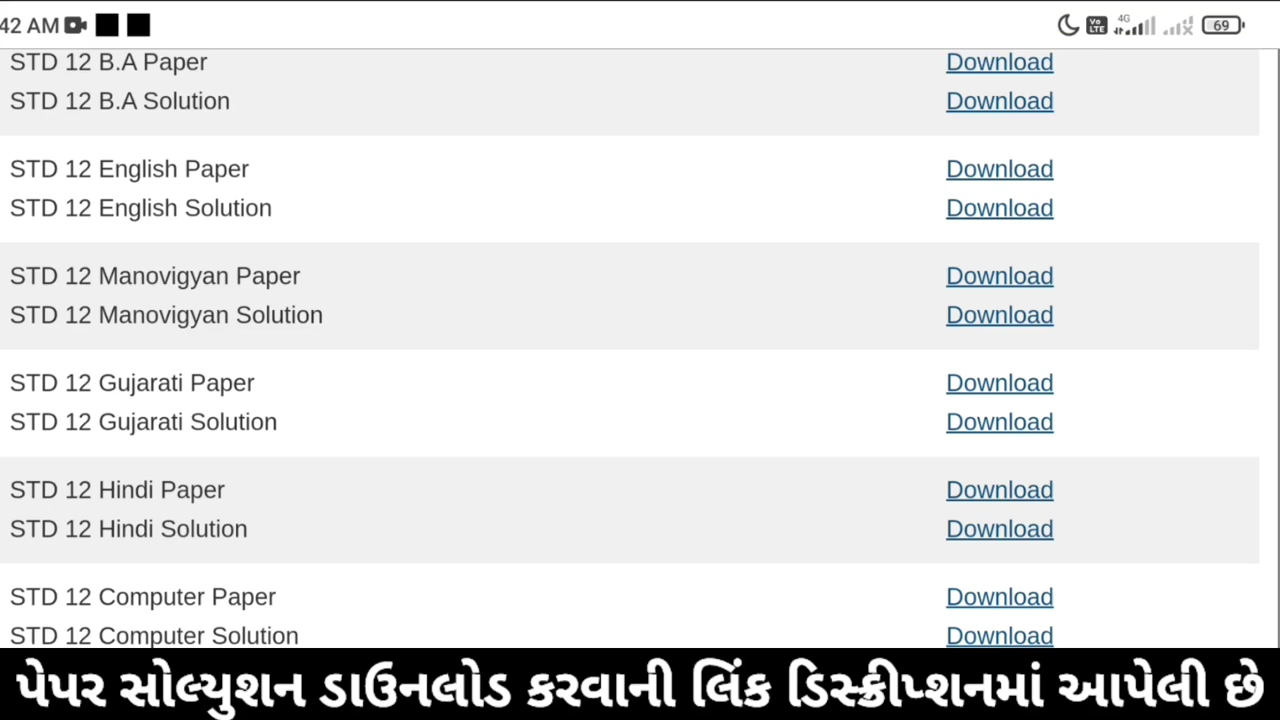 42 AM Vo LTE 4G 69
STD 12 B.A Paper Download
STD 12 B.A Solution Download
STD 12 English Paper Download
STD 12 English Solution Download
STD 12 Manovigyan Paper Download
STD 12 Manovigyan Solution Download
STD 12 Gujarati Paper Download
STD 12 Gujarati Solution Download
STD 12 Hindi Paper Download
STD 12 Hindi Solution Download
STD 12 Computer Paper Download
STD 12 Computer Solution Download
પેપર સોલ્યુશન ડાઉનલોડ કરવાની લિંક ડિસ્ક્રીપ્શનમાં આપેલી છે